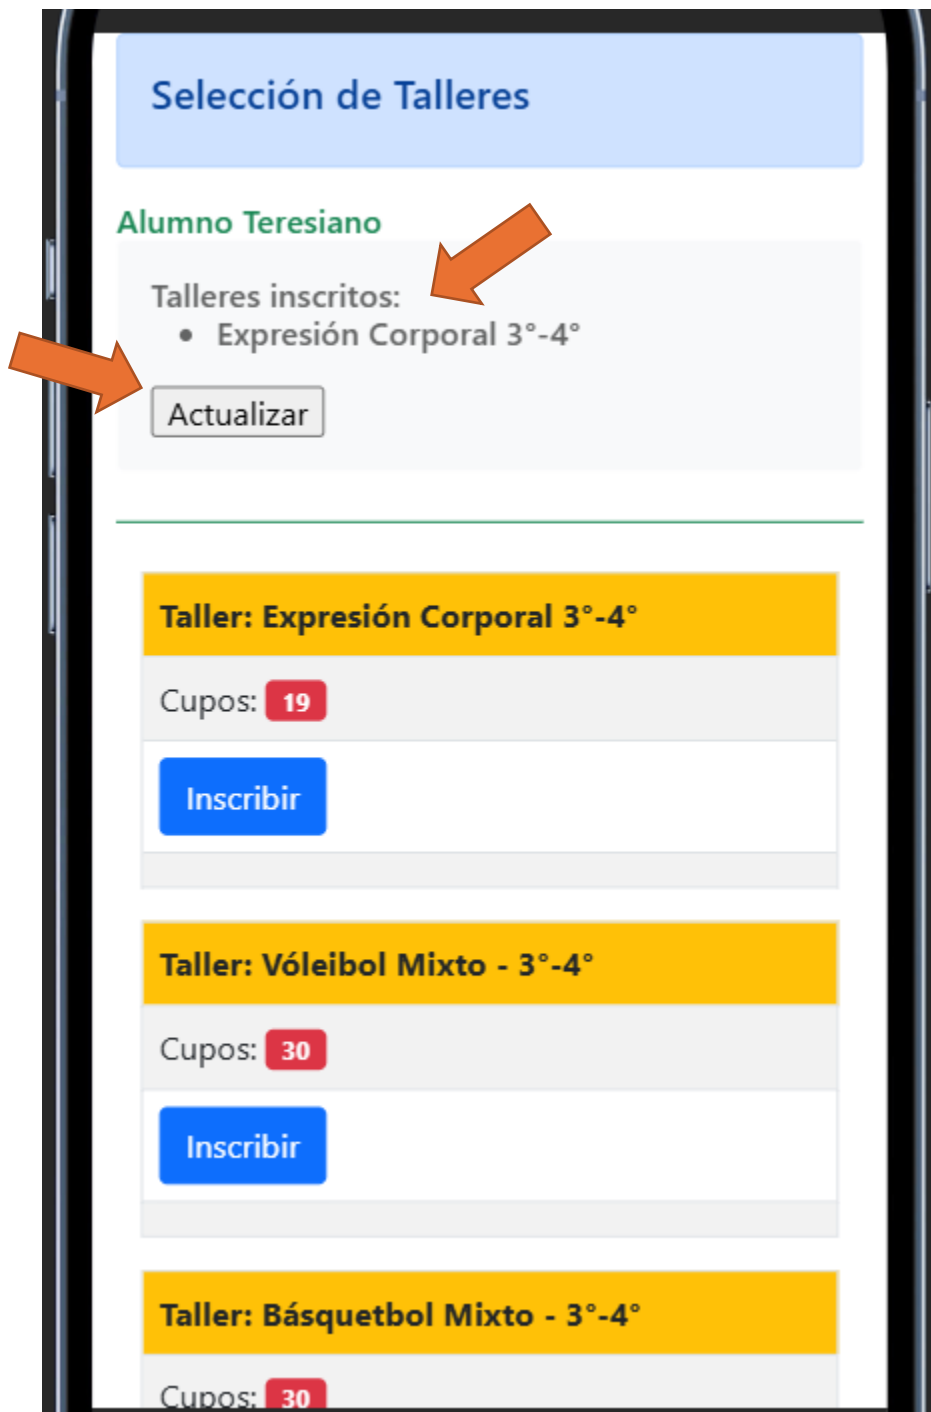 Selección de Talleres
Alumno Teresiano
Talleres inscritos:
• Expresión Corporal 3°-4°
Actualizar
Taller: Expresión Corporal 3°-4°
Cupos: 19
Inscribir
Taller: Vóleibol Mixto - 3°-4°
Cupos: 30
Inscribir
Taller: Básquetbol Mixto - 3°-4°
Cupos: 30